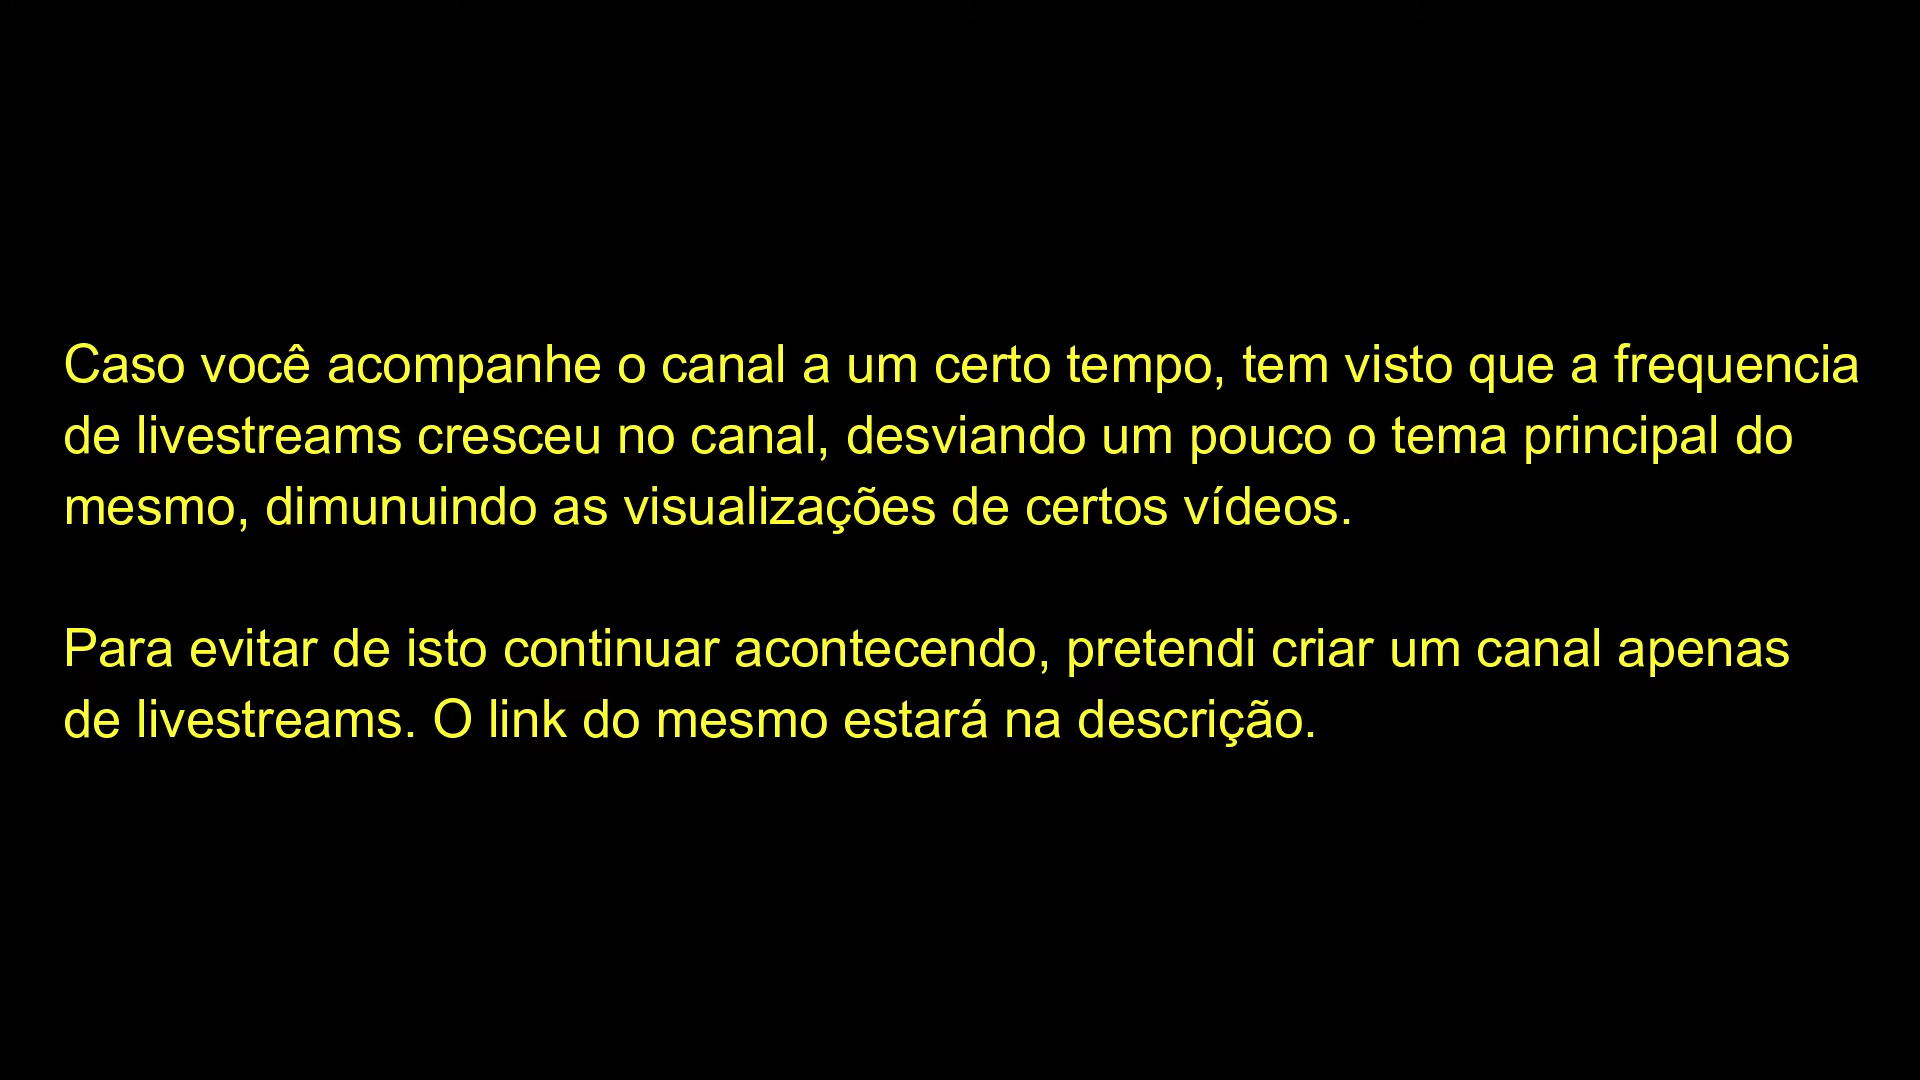 Caso você acompanhe o canal a um certo tempo, tem visto que a frequencia
de livestreams cresceu no canal, desviando um pouco o tema principal do
mesmo, dimunuindo as visualizações de certos vídeos.
Para evitar de isto continuar acontecendo, pretendi criar um canal apenas
de livestreams. O link do mesmo estará na descrição.